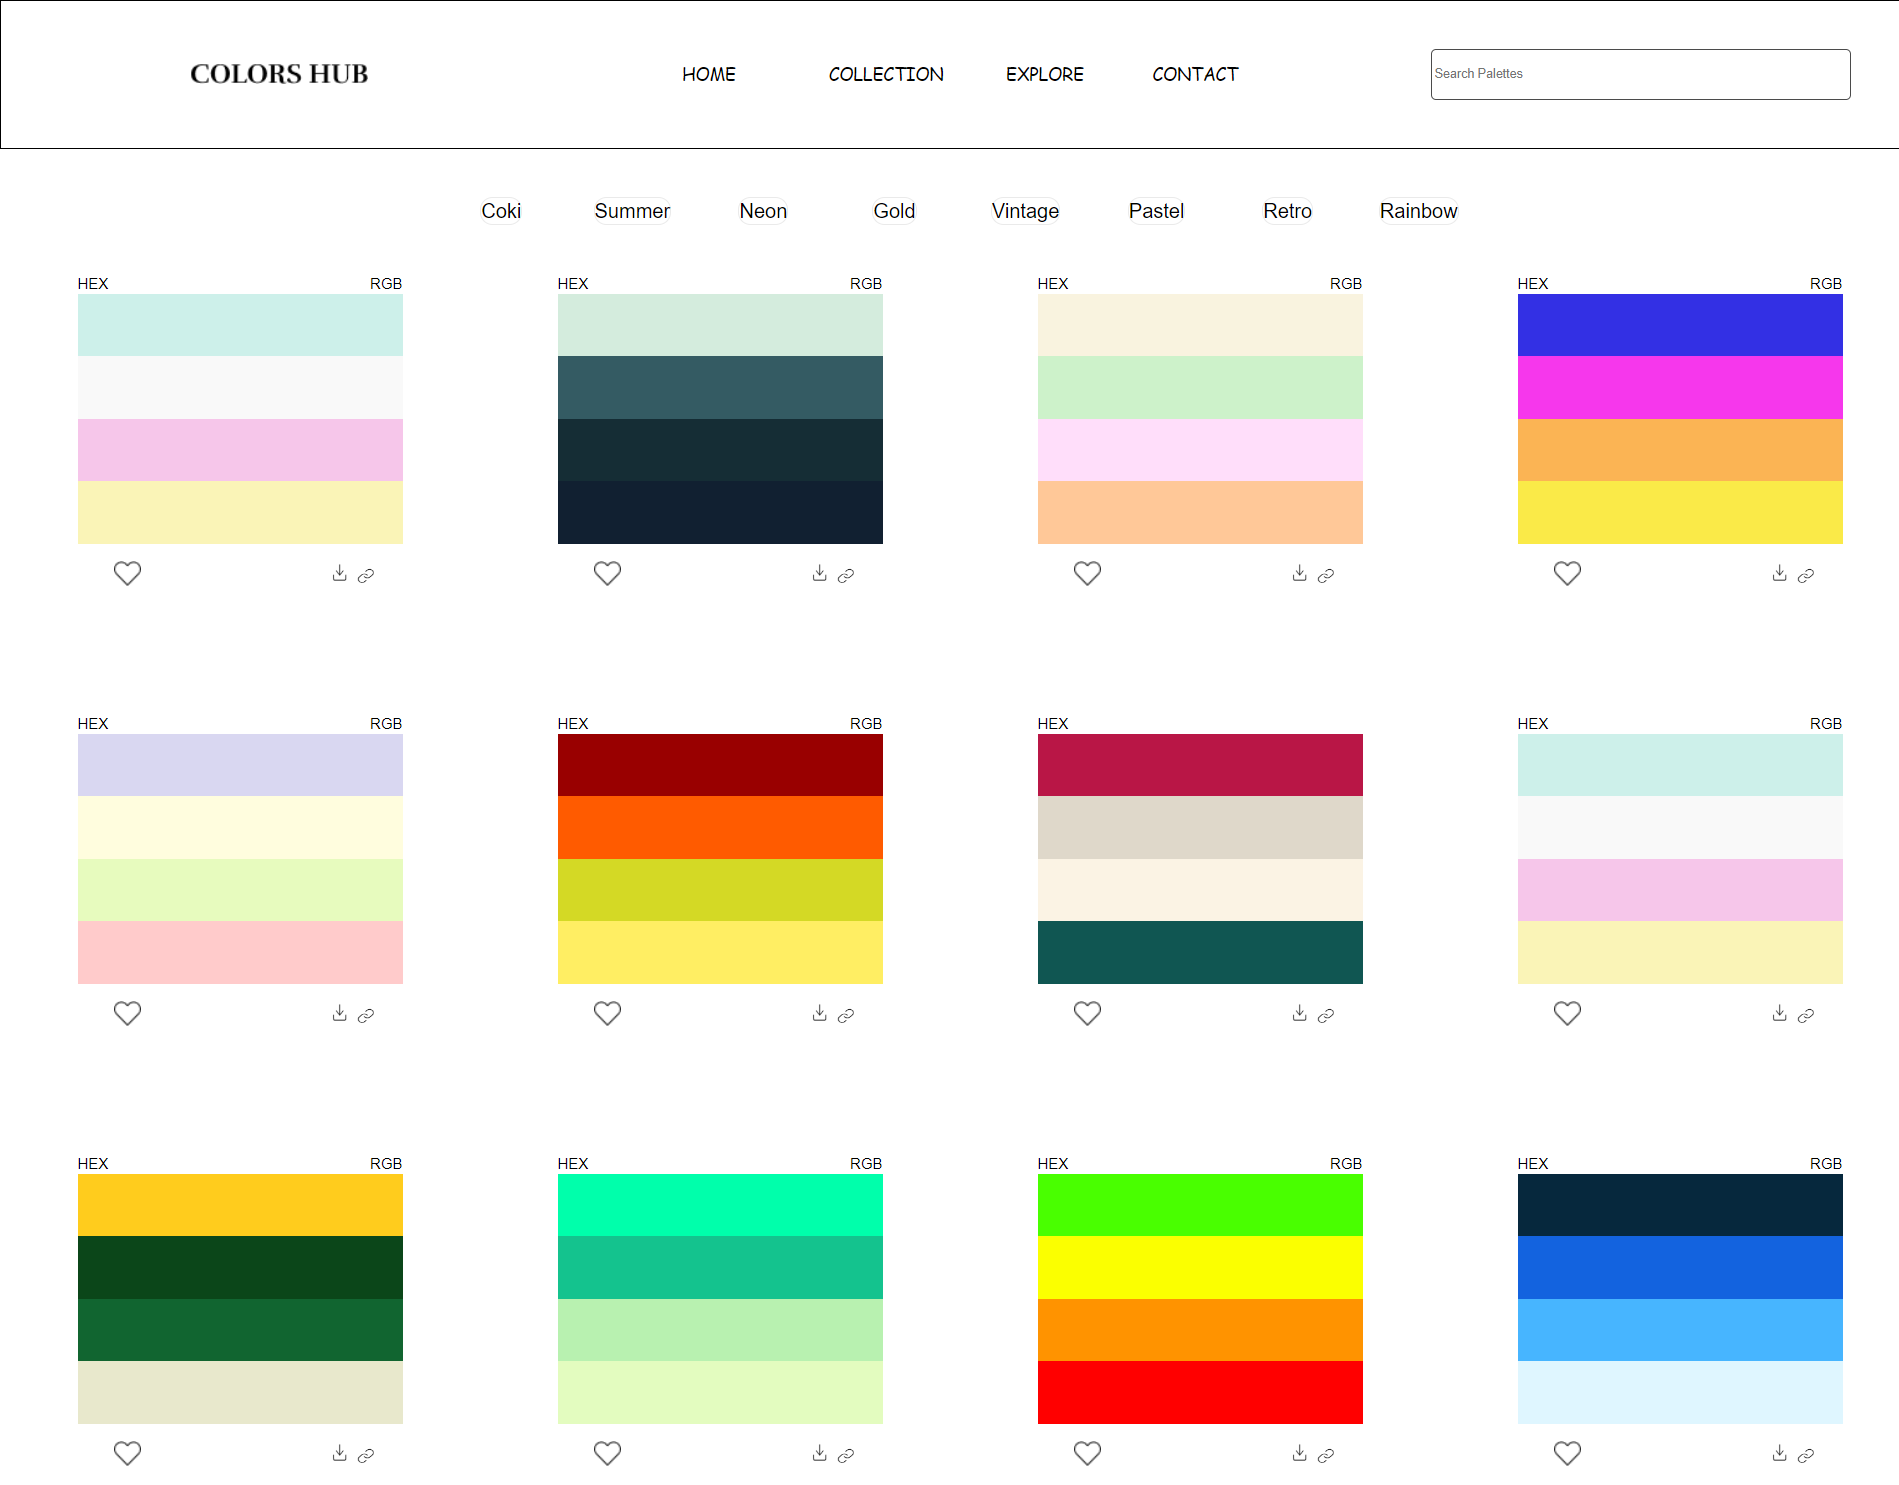 COLORS HUB HOME COLLECTION EXPLORE CONTACT Search Palettes
Coki Summer Neon Gold Vintage Pastel Retro Rainbow
HEX RGB HEX RGB HEX RGB HEX RGB
HEX RGB HEX RGB HEX HEX RGB
HEX RGB HEX RGB HEX RGB HEX RGB